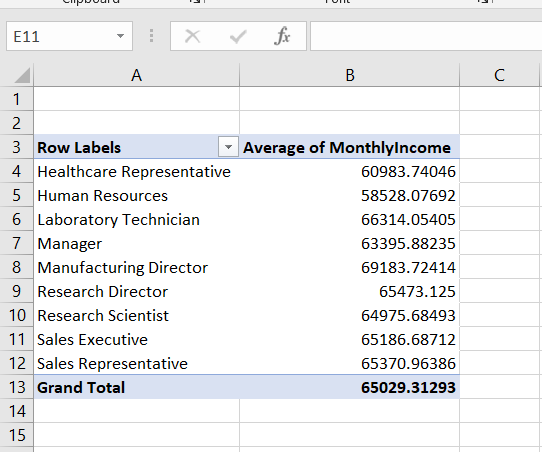 Clipboard
Font
E11
fx
A B C
1
2
3 Row Labels Average of MonthlyIncome
4 Healthcare Representative 60983.74046
5 Human Resources 58528.07692
6 Laboratory Technician 66314.05405
7 Manager 63395.88235
8 Manufacturing Director 69183.72414
9 Research Director 65473.125
10 Research Scientist 64975.68493
11 Sales Executive 65186.68712
12 Sales Representative 65370.96386
13 Grand Total 65029.31293
14
15